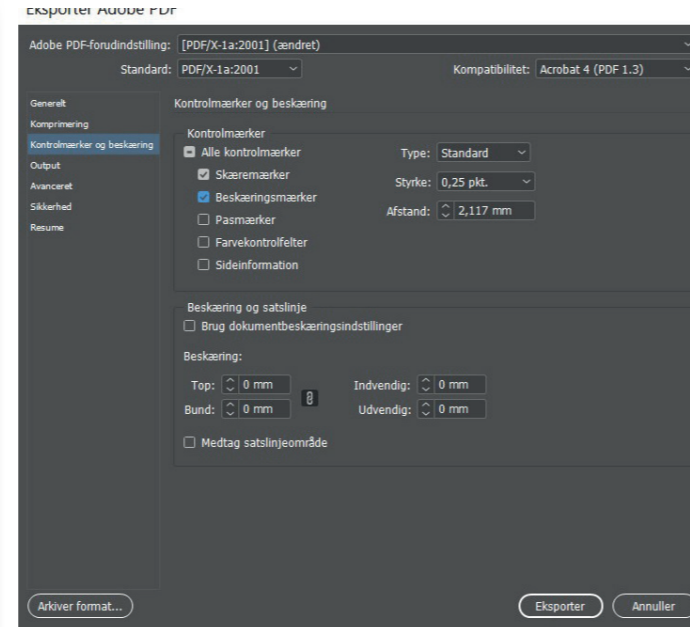 Eksporter Adobe PDF
Adobe PDF-forudindstilling: [PDF/X-1a:2001] (ændret)
Standard: PDF/X-1a:2001 Kompatibilitet: Acrobat 4 (PDF 1.3)
Generelt
Komprimering
Kontrolmærker og beskæring
Output
Avanceret
Sikkerhed
Resume
Kontrolmærker og beskæring
Kontrolmærker
Alle kontrolmærker
Skæremærker
Beskæringsmærker
Pasmærker
Farvekontrolfelter
Sideinformation
Type: Standard
Styrke: 0,25 pkt.
Afstand: 2,117 mm
Beskæring og satslinje
Brug dokumentbeskæringsindstillinger
Beskæring:
Top: 0 mm Indvendig: 0 mm
Bund: 0 mm Udvendig: 0 mm
Medtag satslinjeområde
Arkiver format... Eksporter Annuller